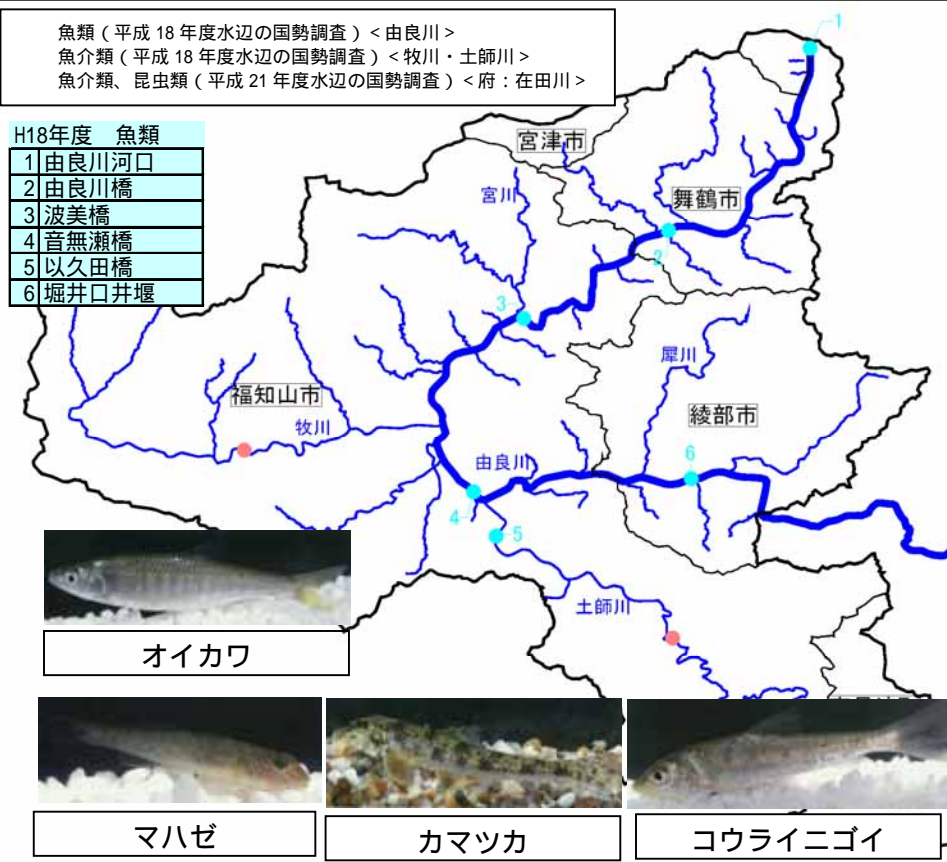 魚類（平成 18 年度水辺の国勢調査）＜由良川＞
魚介類（平成 18 年度水辺の国勢調査）＜牧川・土師川＞
魚介類、昆虫類（平成 21 年度水辺の国勢調査）＜府：在田川＞
H18年度 魚類
1 由良川河口
2 由良川橋
3 波美橋
4 音無瀬橋
5 以久田橋
6 堀井口井堰
1
宮津市
宮川
舞鶴市
2
3
犀川
福知山市
綾部市
牧川
由良川
6
4
5
土師川
オイカワ
マハゼ
カマツカ
コウライニゴイ